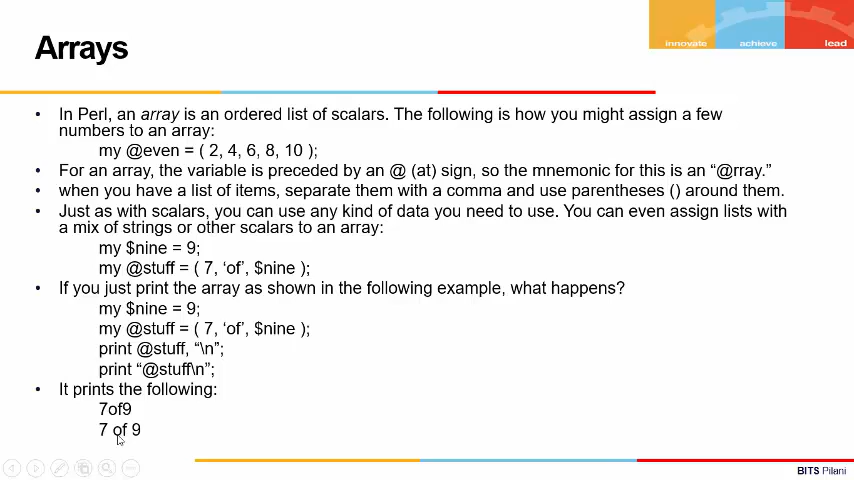 Arrays
innovate achieve lead
• In Perl, an array is an ordered list of scalars. The following is how you might assign a few
numbers to an array:
my @even = ( 2, 4, 6, 8, 10 );
• For an array, the variable is preceded by an @ (at) sign, so the mnemonic for this is an “@rray.”
• when you have a list of items, separate them with a comma and use parentheses () around them.
• Just as with scalars, you can use any kind of data you need to use. You can even assign lists with
a mix of strings or other scalars to an array:
my $nine = 9;
my @stuff = ( 7, ‘of’, $nine );
• If you just print the array as shown in the following example, what happens?
my $nine = 9;
my @stuff = ( 7, ‘of’, $nine );
print @stuff, “\n”;
print “@stuff\n”;
• It prints the following:
7of9
7 of 9
BITS Pilani